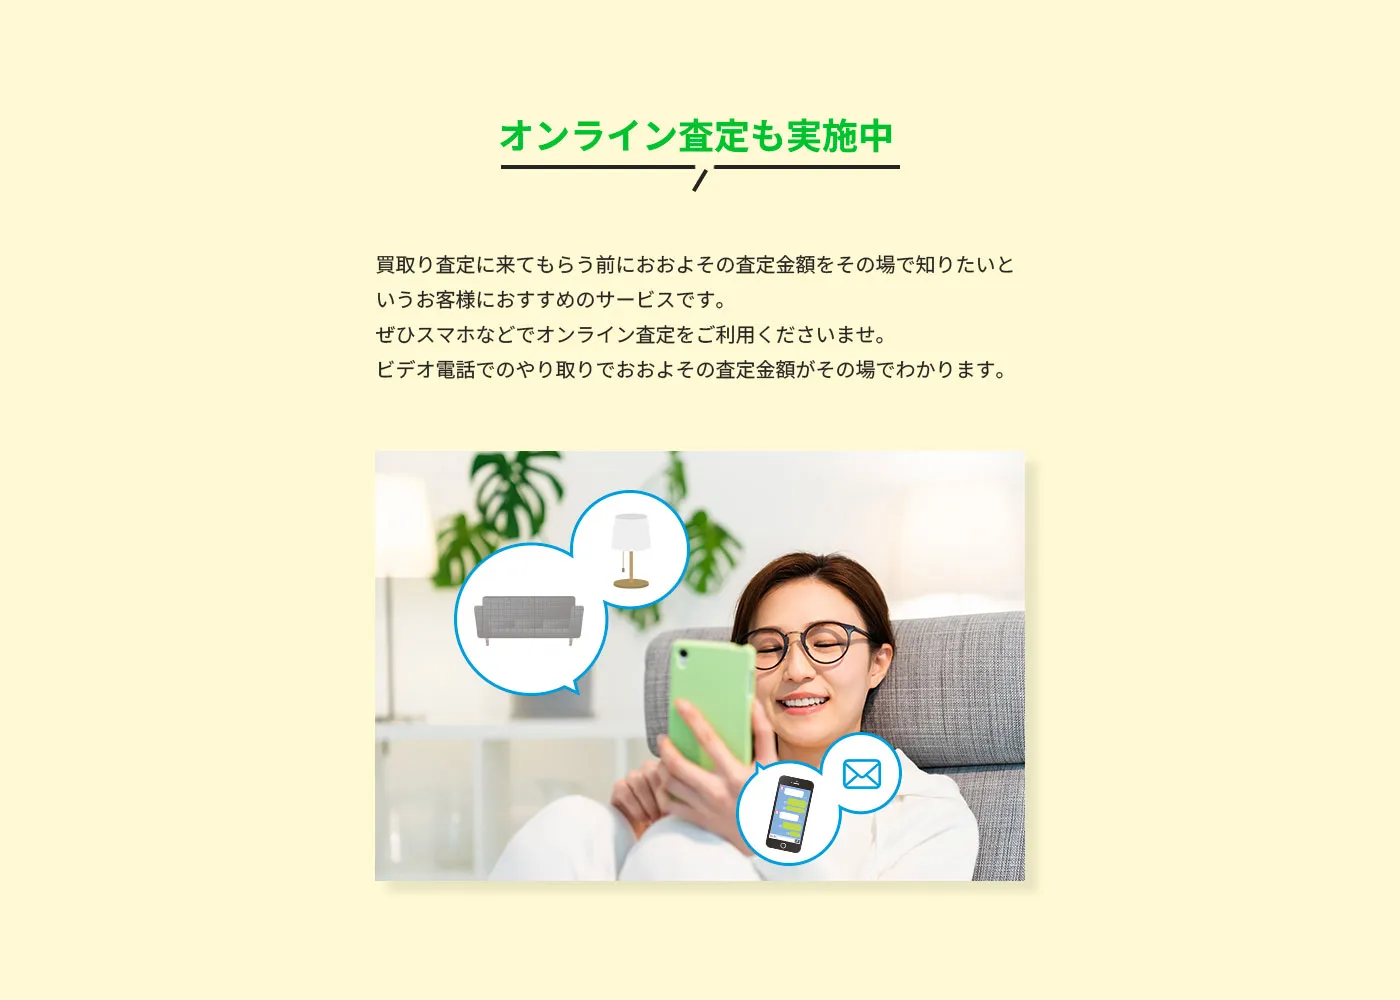 オンライン査定も実施中
買取り査定に来てもらう前におおよその査定金額をその場で知りたいと
いうお客様におすすめのサービスです。
ぜひスマホなどでオンライン査定をご利用くださいませ。
ビデオ電話でのやり取りでおおよその査定金額がその場でわかります。